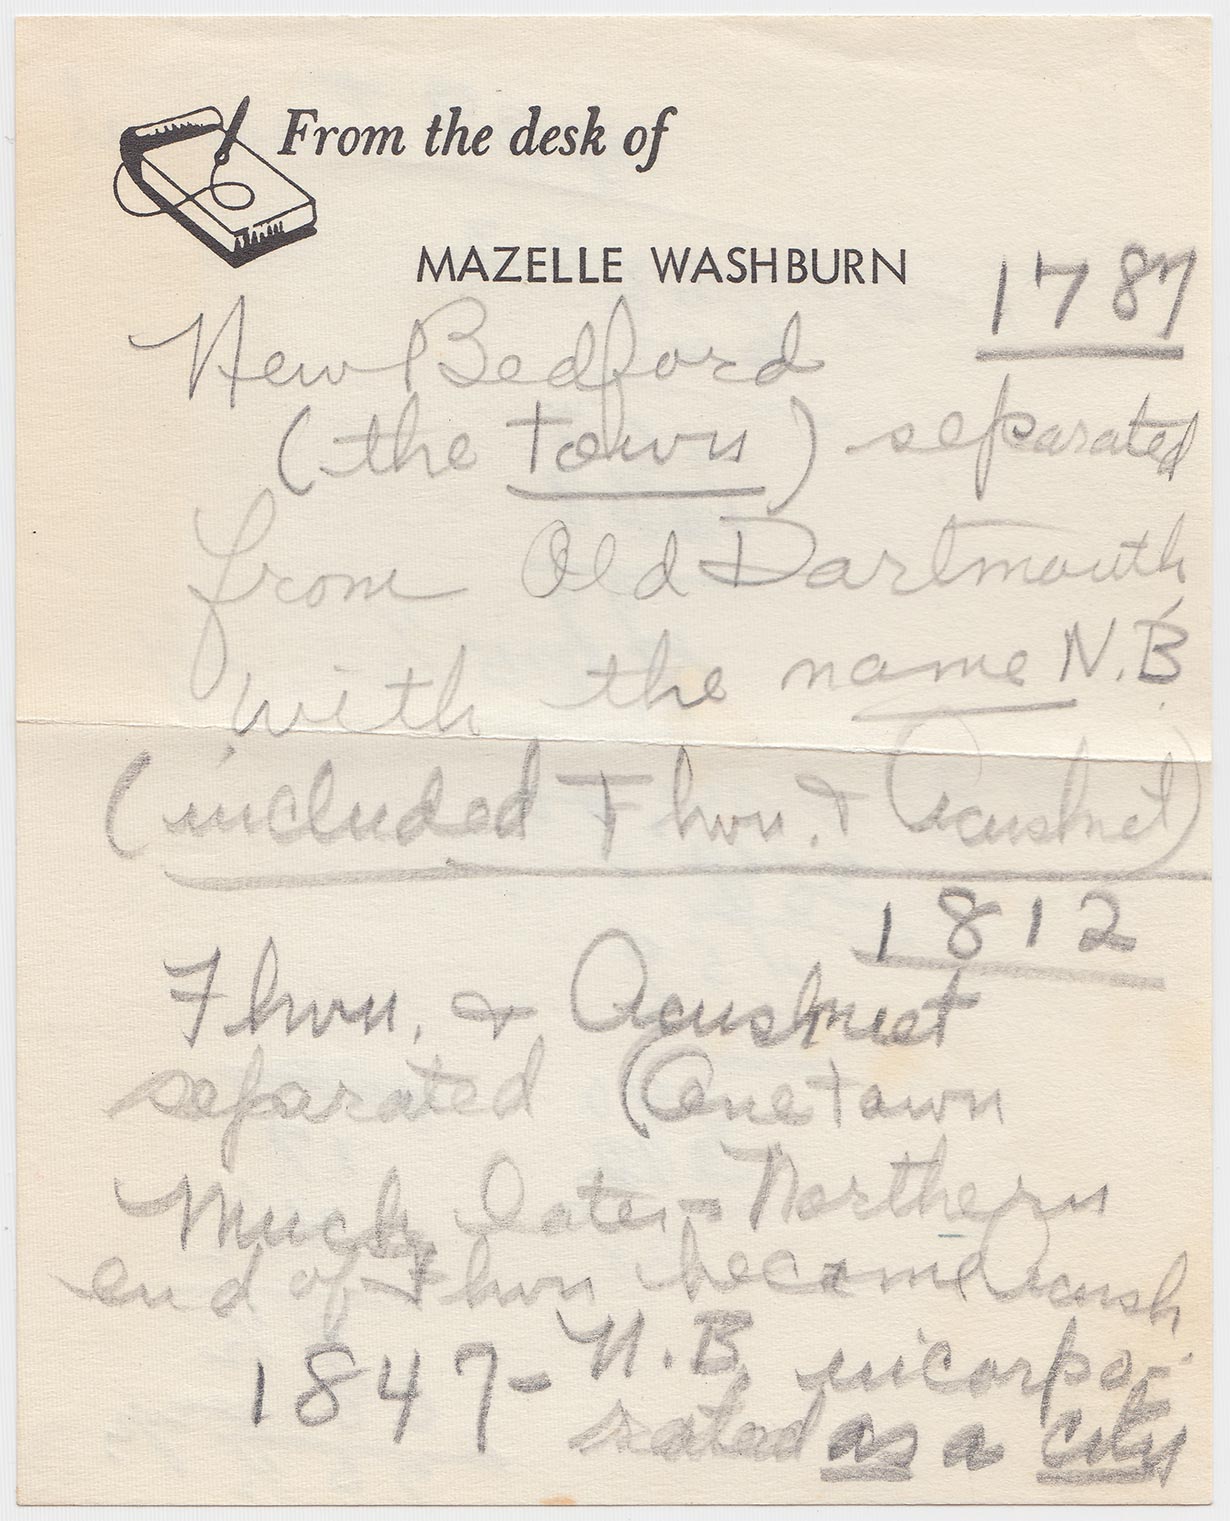 From the desk of
MAZELLE WASHBURN
1787
New Bedford
(the town) separated
from Old Dartmouth
with the name N.B.
(included Fhvn. & Acushnet)
1812
Fhvn. & Acushnet
separated (One town
Much later - Northern
end of Fhvn became Acush
1847 - N.B. incorpo-
rated as a city